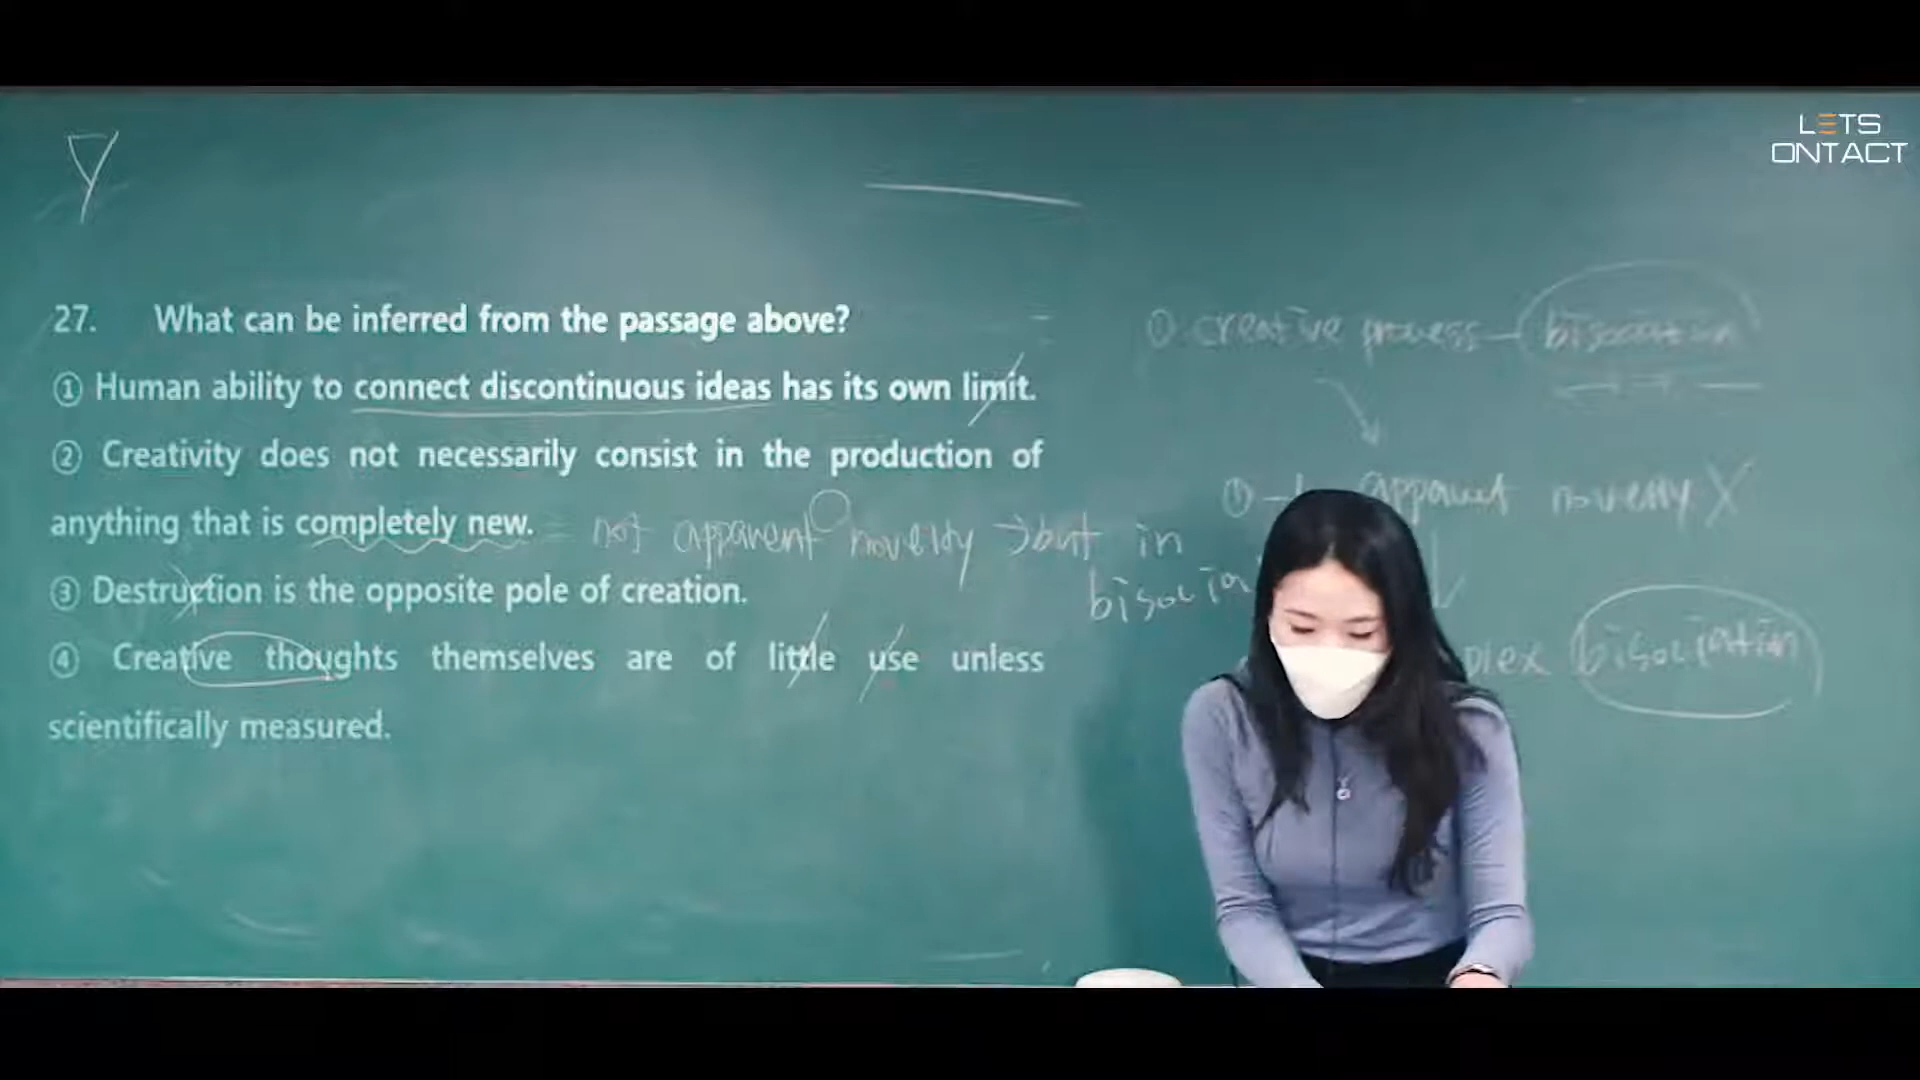 LETS
ONTACT
27. What can be inferred from the passage above?
① Human ability to connect discontinuous ideas has its own limit.
② Creativity does not necessarily consist in the production of
anything that is completely new. = not apparent novelty → but in
③ Destruction is the opposite pole of creation.
④ Creative thoughts themselves are of little use unless
scientifically measured.
① creative process – bisociation
① apparent novelty X
plex bisociation